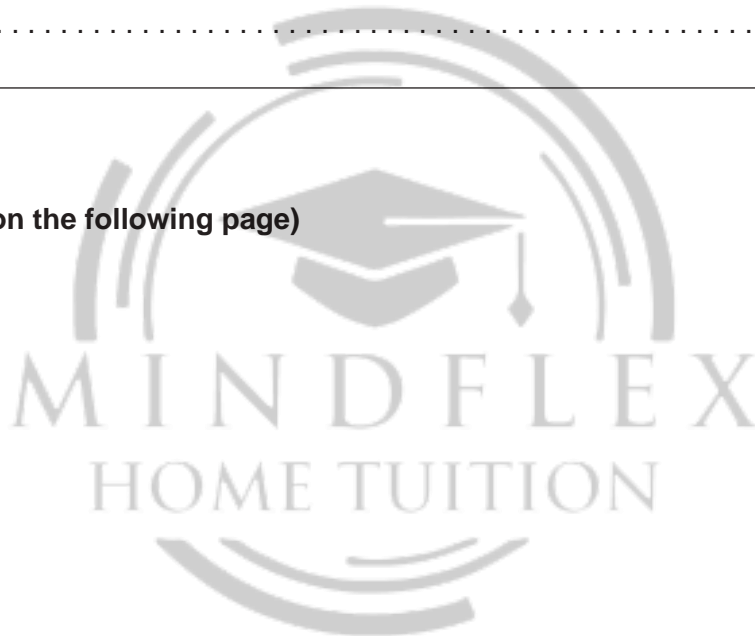 . . . . . . . . . . . . . . . . . . . . . . . . . . . . . . . . . . . . . . . . . . . . . . . .
on the following page)
MINDFLEX
HOME TUITION